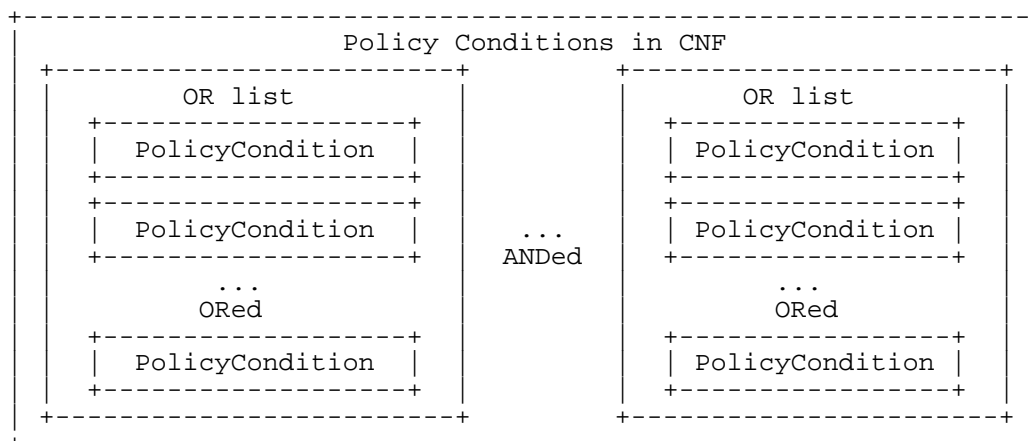 Policy Conditions in CNF
OR list OR list
PolicyCondition PolicyCondition
PolicyCondition ... PolicyCondition
ANDed
... ...
ORed ORed
PolicyCondition PolicyCondition